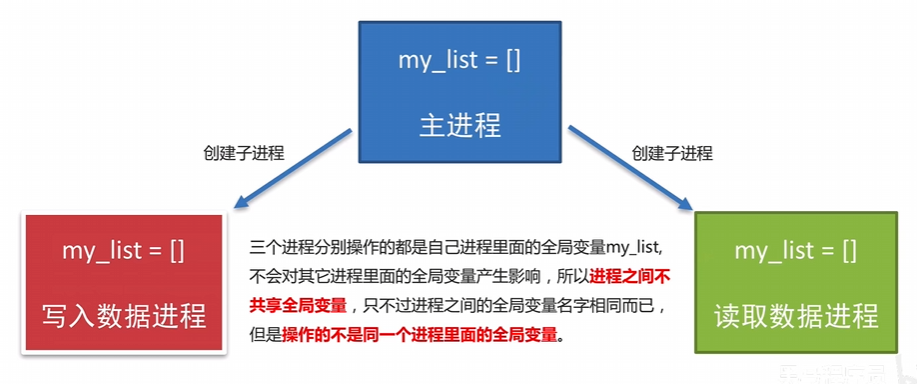 my_list = []
主进程
创建子进程
创建子进程
my_list = []
写入数据进程
三个进程分别操作的都是自己进程里面的全局变量my_list,
不会对其它进程里面的全局变量产生影响，所以进程之间不
共享全局变量，只不过进程之间的全局变量名字相同而已，
但是操作的不是同一个进程里面的全局变量。
my_list = []
读取数据进程